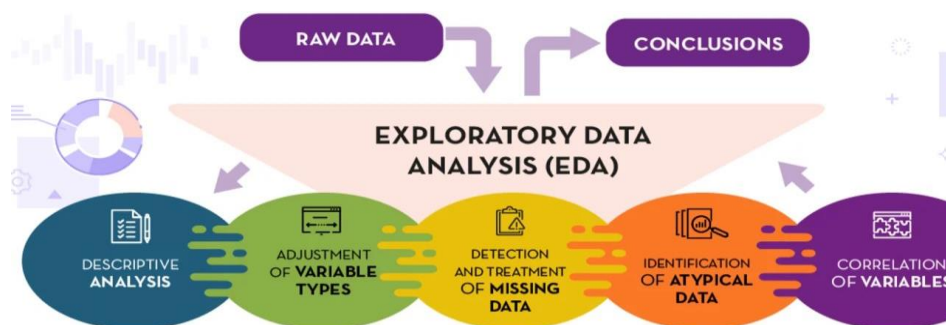 RAW DATA
CONCLUSIONS
EXPLORATORY DATA
ANALYSIS (EDA)
DESCRIPTIVE
ANALYSIS
ADJUSTMENT
OF VARIABLE
TYPES
DETECTION
AND TREATMENT
OF MISSING
DATA
IDENTIFICATION
OF ATYPICAL
DATA
CORRELATION
OF VARIABLES